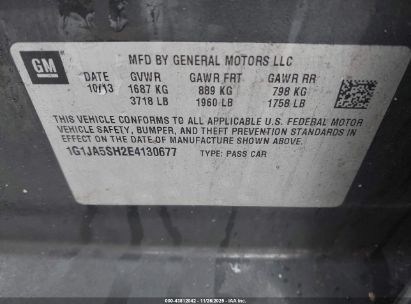 GM
MFD BY GENERAL MOTORS LLC
DATE GVWR GAWR FRT GAWR RR
10/13 1687 KG 889 KG 798 KG
3718 LB 1960 LB 1758 LB
THIS VEHICLE CONFORMS TO ALL APPLICABLE U.S. FEDERAL MOTOR
VEHICLE SAFETY, BUMPER, AND THEFT PREVENTION STANDARDS IN
EFFECT ON THE DATE OF MANUFACTURE SHOWN ABOVE.
1G1JA5SH2E4130677 TYPE: PASS CAR